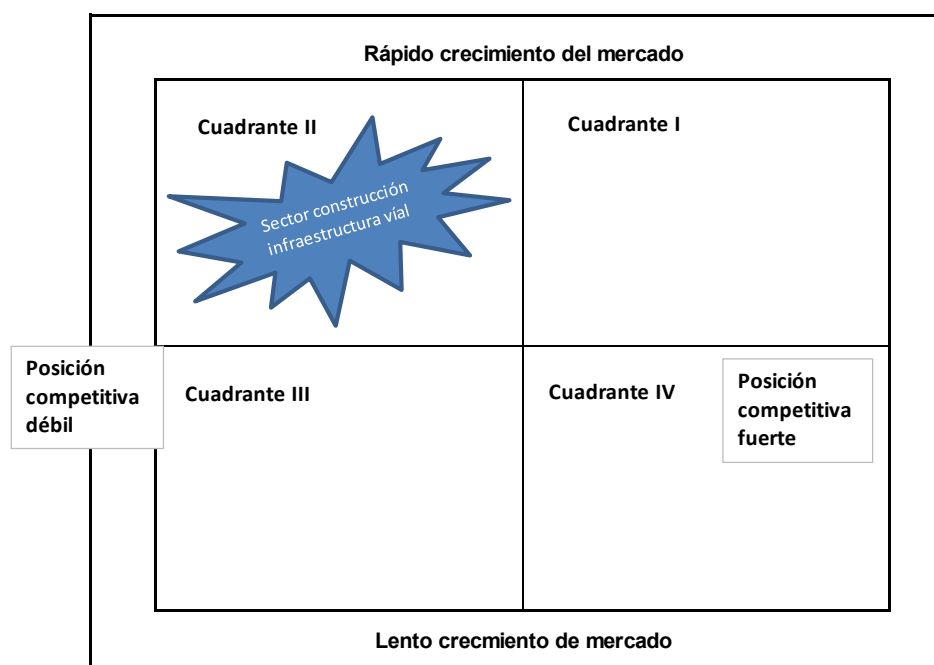 Rápido crecimiento del mercado
Cuadrante II
Cuadrante I
Sector construcción
infraestructura víal
Posición
competitiva
débil
Cuadrante III
Cuadrante IV
Posición
competitiva
fuerte
Lento crecmiento de mercado